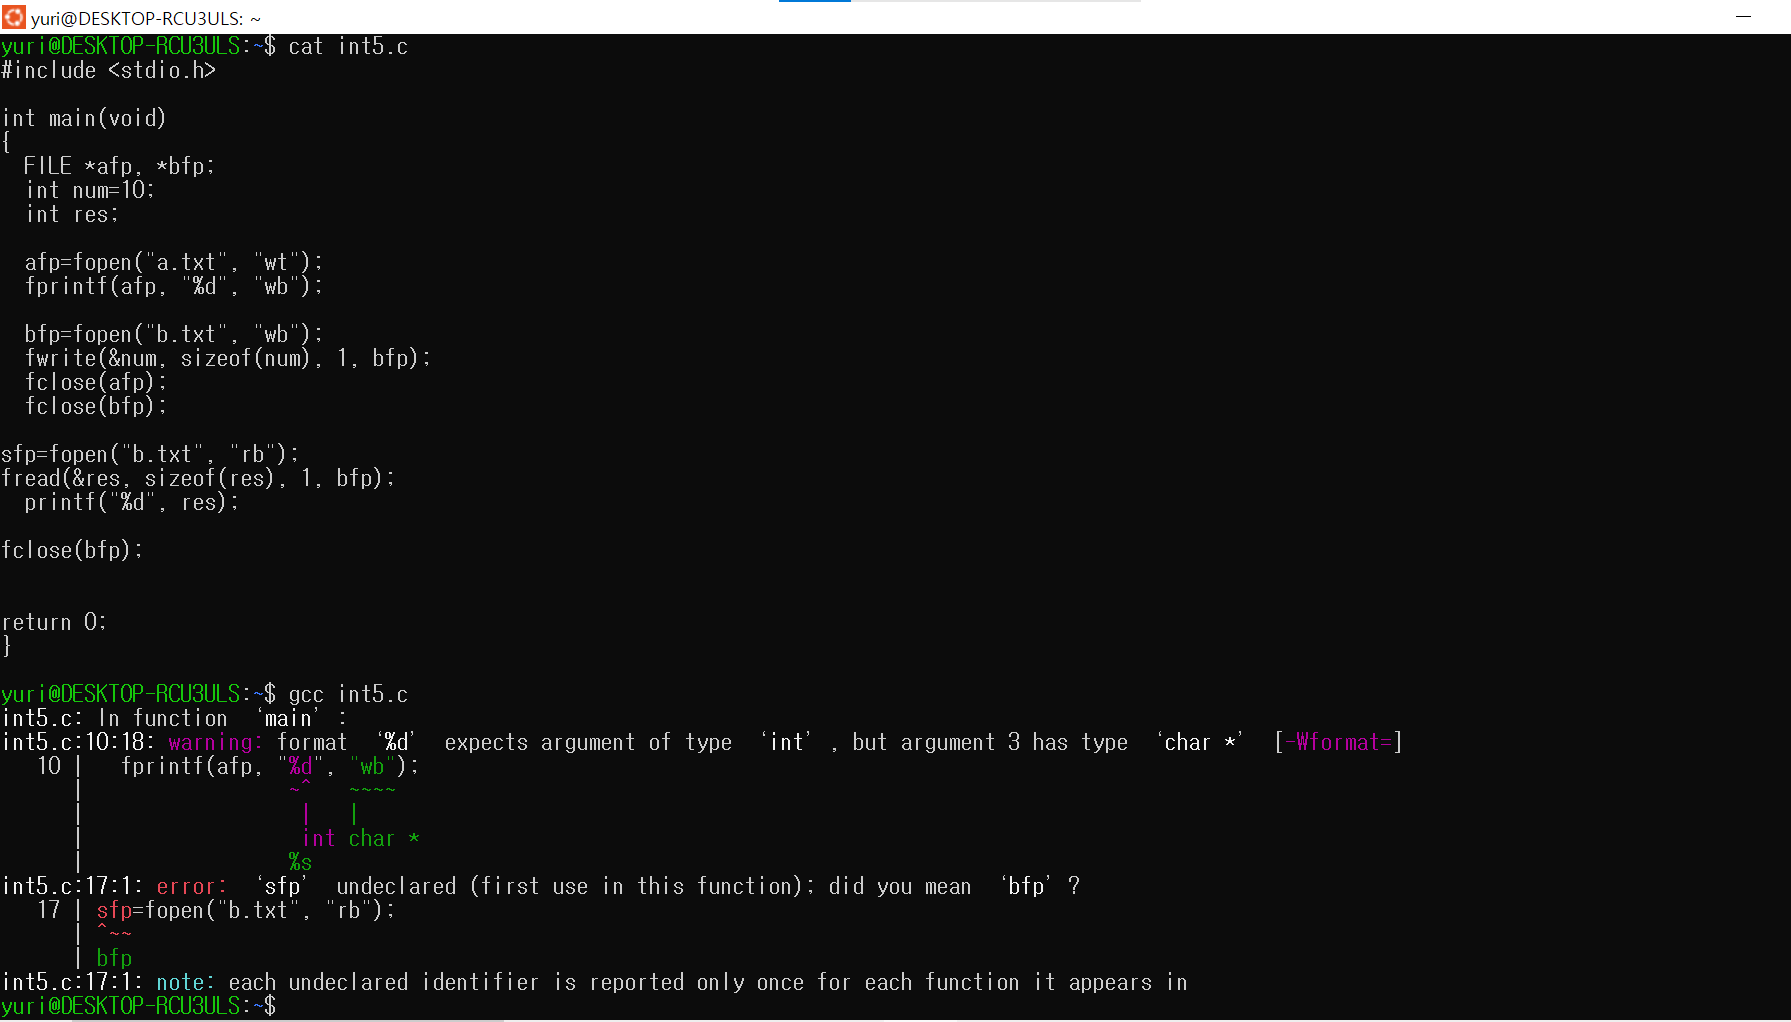 yuri@DESKTOP-RCU3ULS: ~
yuri@DESKTOP-RCU3ULS:~$ cat int5.c
#include <stdio.h>
int main(void)
{
  FILE *afp, *bfp;
  int num=10;
  int res;
  afp=fopen("a.txt", "wt");
  fprintf(afp, "%d", "wb");
  bfp=fopen("b.txt", "wb");
  fwrite(&num, sizeof(num), 1, bfp);
  fclose(afp);
  fclose(bfp);
sfp=fopen("b.txt", "rb");
fread(&res, sizeof(res), 1, bfp);
  printf("%d", res);
fclose(bfp);
return 0;
}
yuri@DESKTOP-RCU3ULS:~$ gcc int5.c
int5.c: In function ‘main’ :
int5.c:10:18: warning: format ‘%d’ expects argument of type ‘int’ , but argument 3 has type ‘char *’ [-Wformat=]
   10 |   fprintf(afp, "%d", "wb");
      |                 ~^   ~~~~
      |                  |   |
      |                  int char *
      |                 %s
int5.c:17:1: error: ‘sfp’ undeclared (first use in this function); did you mean ‘bfp’ ?
   17 | sfp=fopen("b.txt", "rb");
      | ^~~
      | bfp
int5.c:17:1: note: each undeclared identifier is reported only once for each function it appears in
yuri@DESKTOP-RCU3ULS:~$